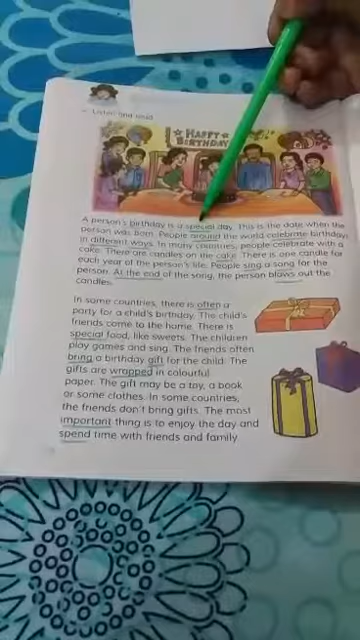 Listen and read
HAPPY
BIRTHDAY
A person's birthday is a special day. This is the date when the
person was born. People around the world celebrate birthdays
in different ways. In many countries, people celebrate with a
cake. There are candles on the cake. There is one candle for
each year of the person's life. People sing a song for the
person. At the end of the song, the person blows out the
candles.
In some countries, there is often a
party for a child's birthday. The child's
friends come to the home. There is
special food, like sweets. The children
play games and sing. The friends often
bring a birthday gift for the child. The
gifts are wrapped in colourful
paper. The gift may be a toy, a book
or some clothes. In some countries,
the friends don't bring gifts. The most
important thing is to enjoy the day and
spend time with friends and family